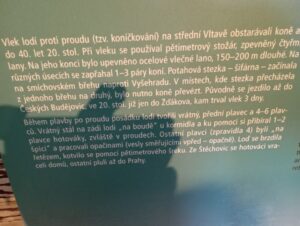 Vlek lodí proti proudu (tzv. koníčkování) na střední Vltavě obstarávali koně až
do 40. let 20. stol. Při vleku se používal pětimetrový stožár, zpevněný čtyřmi
lany. Na jeho konci bylo upevněno ocelové vlečné lano, 150–200 m dlouhé. Na
různých úsecích se zapřahal 1–3 páry koní. Potahová stezka – šífárna – začínala
na smíchovském břehu naproti Vyšehradu. V místech, kde stezka přecházela
z jednoho břehu na druhý, bylo nutno koně převézt. Původně se jezdilo až do
Českých Budějovic, ve 20. stol. již jen do Žďákova, kam trval vlek 3 dny.
Během plavby po proudu posádku lodi tvořil vrátný, přední plavec a 4–6 plav-
ců. Vrátný stál na zádi lodi „na boudě" u kormidla a ku pomoci si přibíral 1–2
plavce hotováky, zvláště v proudech. Ostatní plavci (zpravidla 4) byli „na
špici" a pracovali opačinami (vesly směřujícími vpřed – opačně). Loď se brzdila
řetězem, kotvilo se pomocí pětimetrového šreku. Ze Štěchovic se hotováci vra-
celi domů, ostatní pluli až do Prahy.